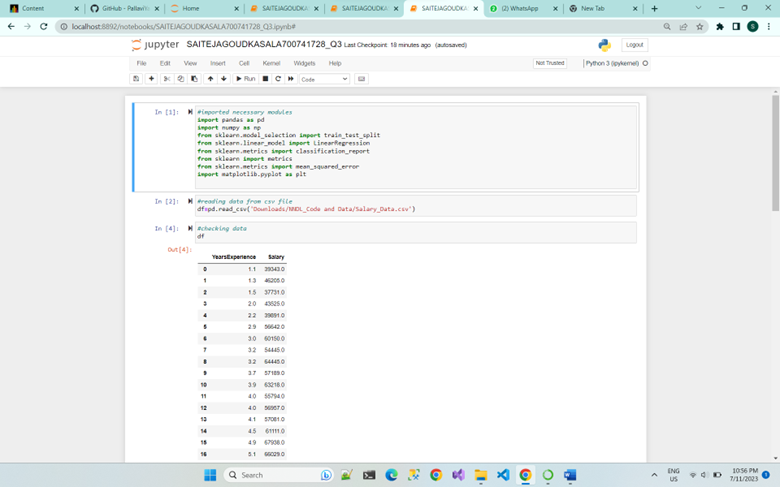 Content
GitHub - Pallavi
Home
SAITEJAGOUDKASAL
SAITEJAGOUDKASAL
SAITEJAGOUDKASAL
(2) WhatsApp
New Tab
localhost:8892/notebooks/SAITEJAGOUDKASALA700741728_Q3.ipynb#
jupyter SAITEJAGOUDKASALA700741728_Q3 Last Checkpoint: 18 minutes ago (autosaved)
Logout
File Edit View Insert Cell Kernel Widgets Help
Not Trusted
Python 3 (ipykernel)
Run
Code
In [1]: #imported necessary modules
import pandas as pd
import numpy as np
from sklearn.model_selection import train_test_split
from sklearn.linear_model import LinearRegression
from sklearn.metrics import classification_report
from sklearn import metrics
from sklearn.metrics import mean_squared_error
import matplotlib.pyplot as plt
In [2]: #reading data from csv file
df=pd.read_csv('Downloads/NNDL_Code and Data/Salary_Data.csv')
In [4]: #checking data
df
Out[4]:
YearsExperience Salary
0 1.1 39343.0
1 1.3 46205.0
2 1.5 37731.0
3 2.0 43525.0
4 2.2 39891.0
5 2.9 56642.0
6 3.0 60150.0
7 3.2 54445.0
8 3.2 64445.0
9 3.7 57189.0
10 3.9 63218.0
11 4.0 55794.0
12 4.0 56957.0
13 4.1 57081.0
14 4.5 61111.0
15 4.9 67938.0
16 5.1 66029.0
Search
ENG
US
10:56 PM
7/11/2023